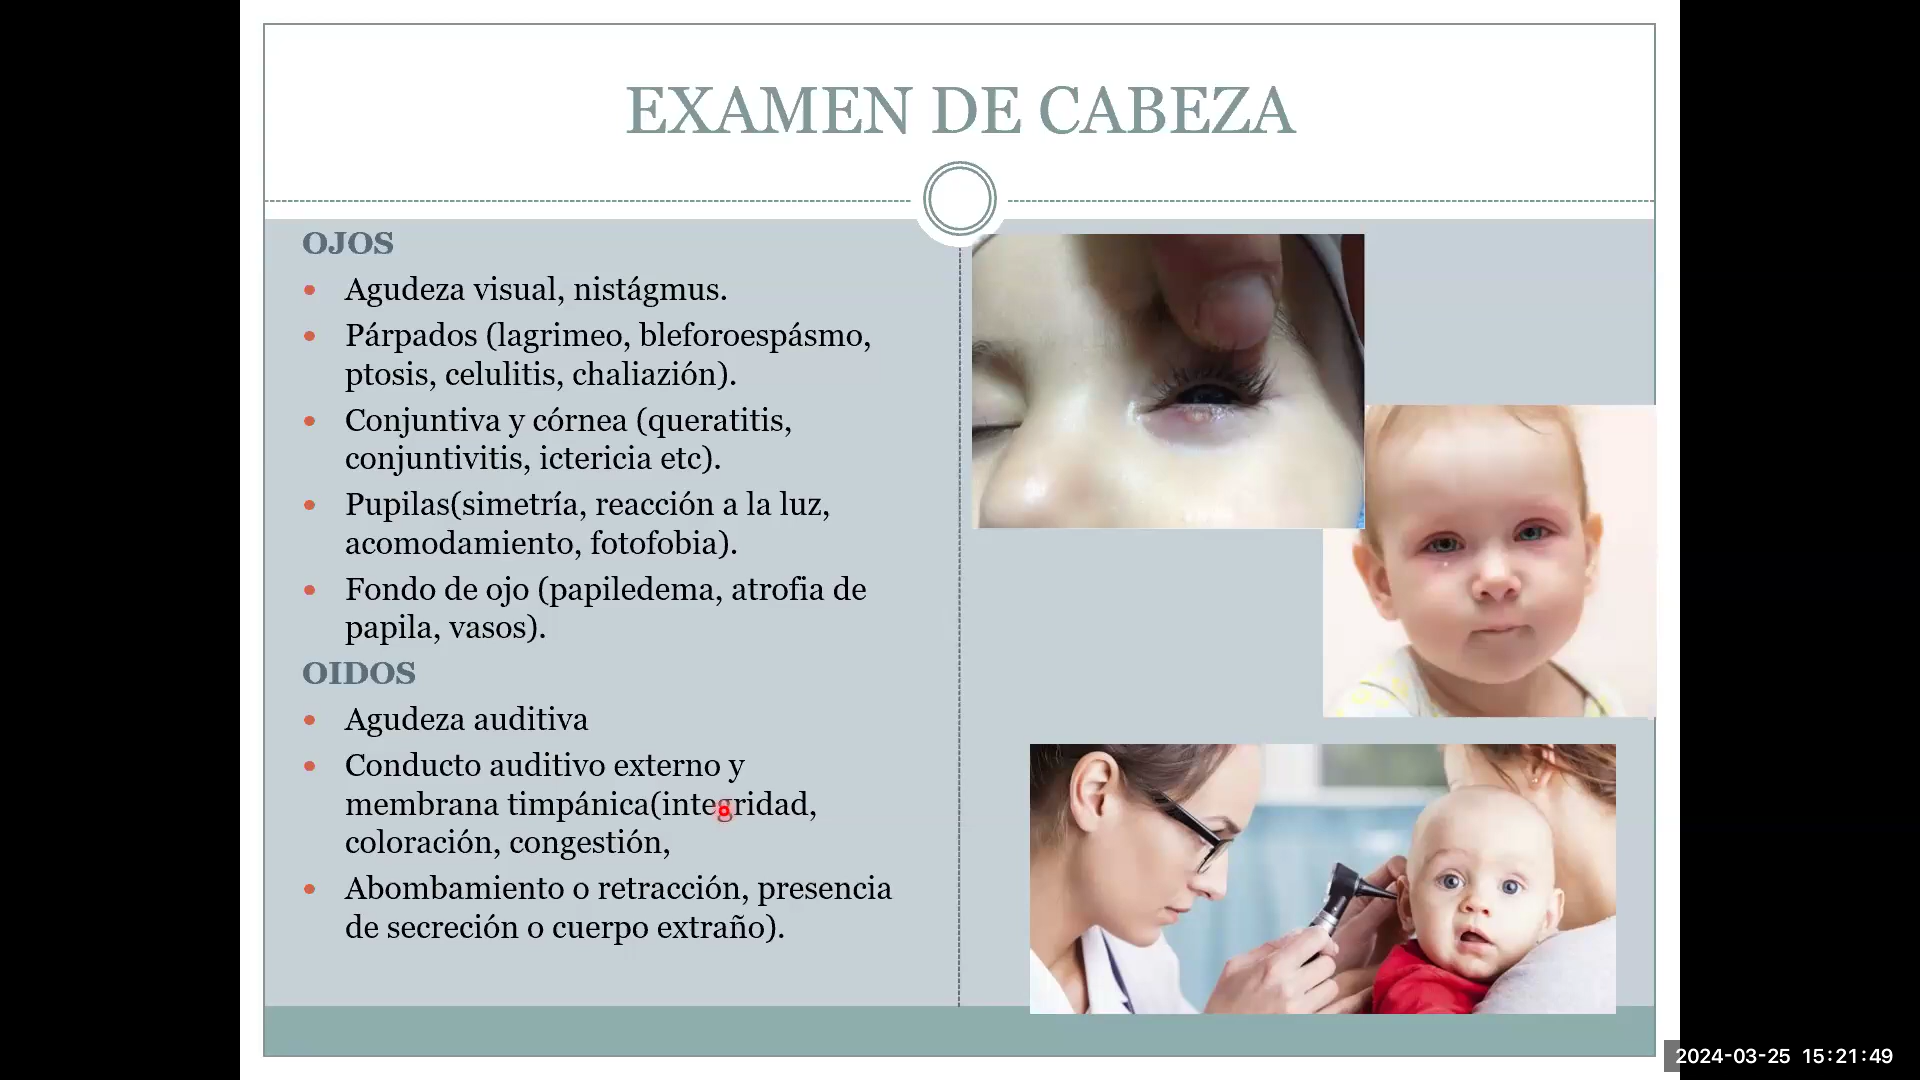 EXAMEN DE CABEZA
OJOS
• Agudeza visual, nistágmus.
• Párpados (lagrimeo, bleforoespásmo,
ptosis, celulitis, chaliazión).
• Conjuntiva y córnea (queratitis,
conjuntivitis, ictericia etc).
• Pupilas(simetría, reacción a la luz,
acomodamiento, fotofobia).
• Fondo de ojo (papiledema, atrofia de
papila, vasos).
OIDOS
• Agudeza auditiva
• Conducto auditivo externo y
membrana timpánica(integridad,
coloración, congestión,
• Abombamiento o retracción, presencia
de secreción o cuerpo extraño).
2024-03-25 15:21:49